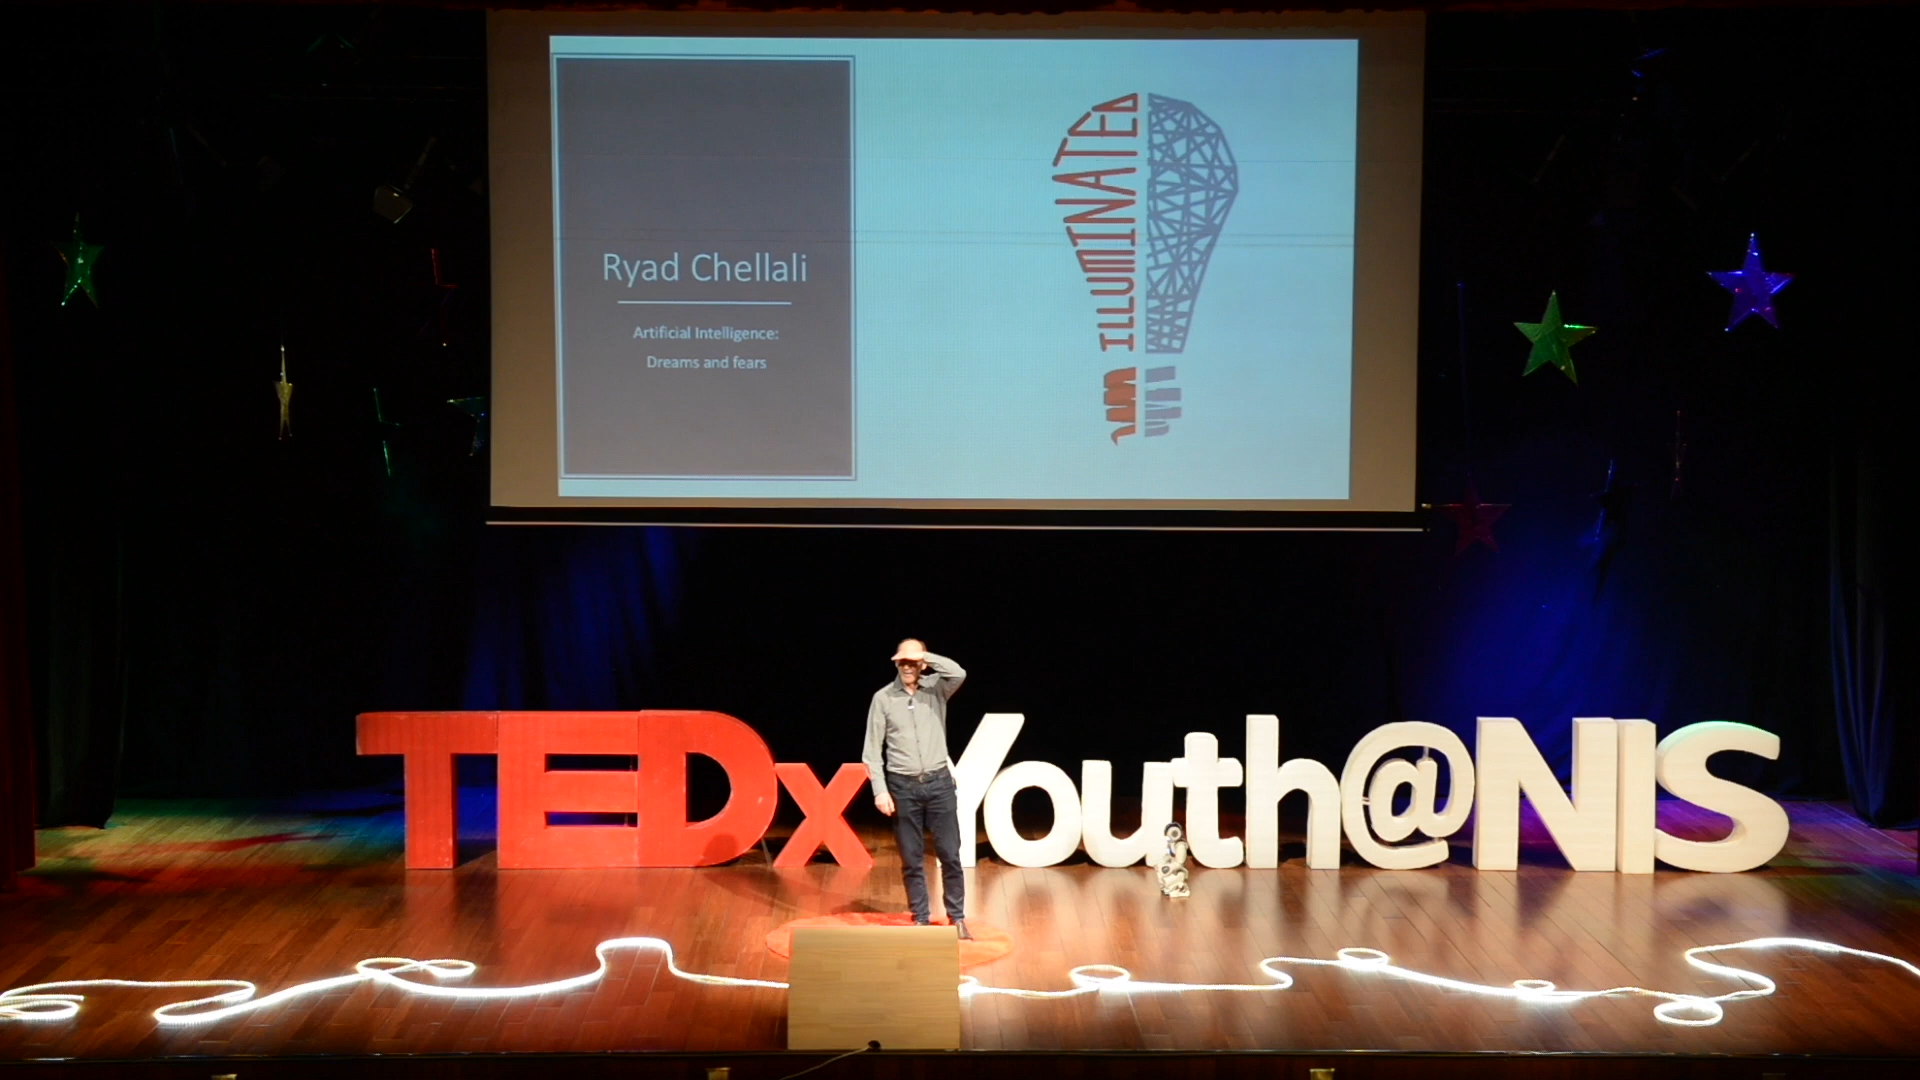 Ryad Chellali
Artificial Intelligence:
Dreams and fears
ILLUMINATED
TEDxYouth@NIS